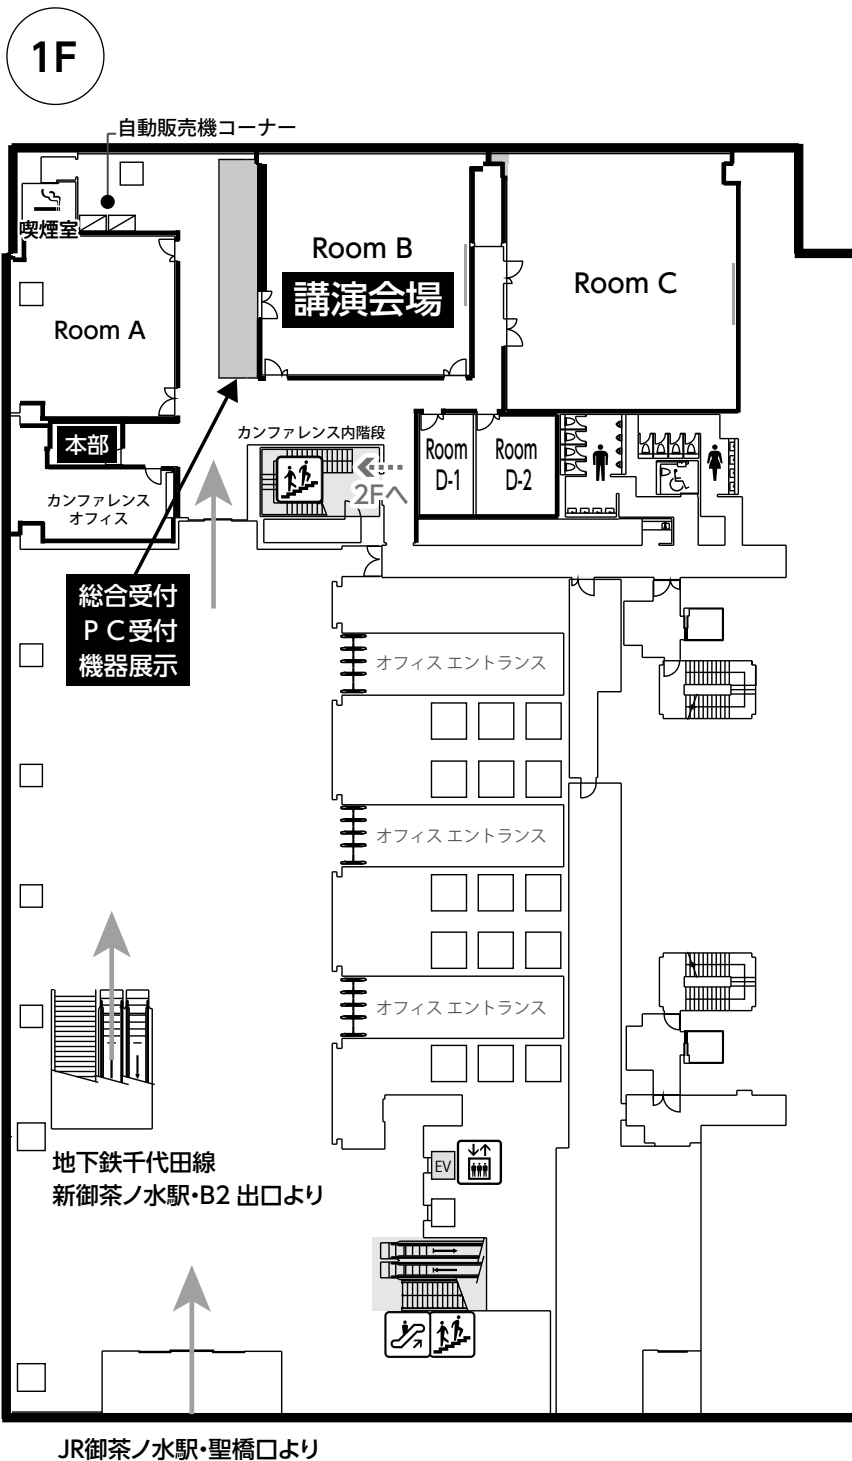 1F
自動販売機コーナー
喫煙室
Room B
講演会場
Room C
Room A
本部
カンファレンス内階段
2Fへ
Room
D-1
Room
D-2
カンファレンス
オフィス
総合受付
ＰＣ受付
機器展示
オフィス エントランス
オフィス エントランス
オフィス エントランス
地下鉄千代田線
新御茶ノ水駅・B2 出口より
EV
JR御茶ノ水駅・聖橋口より